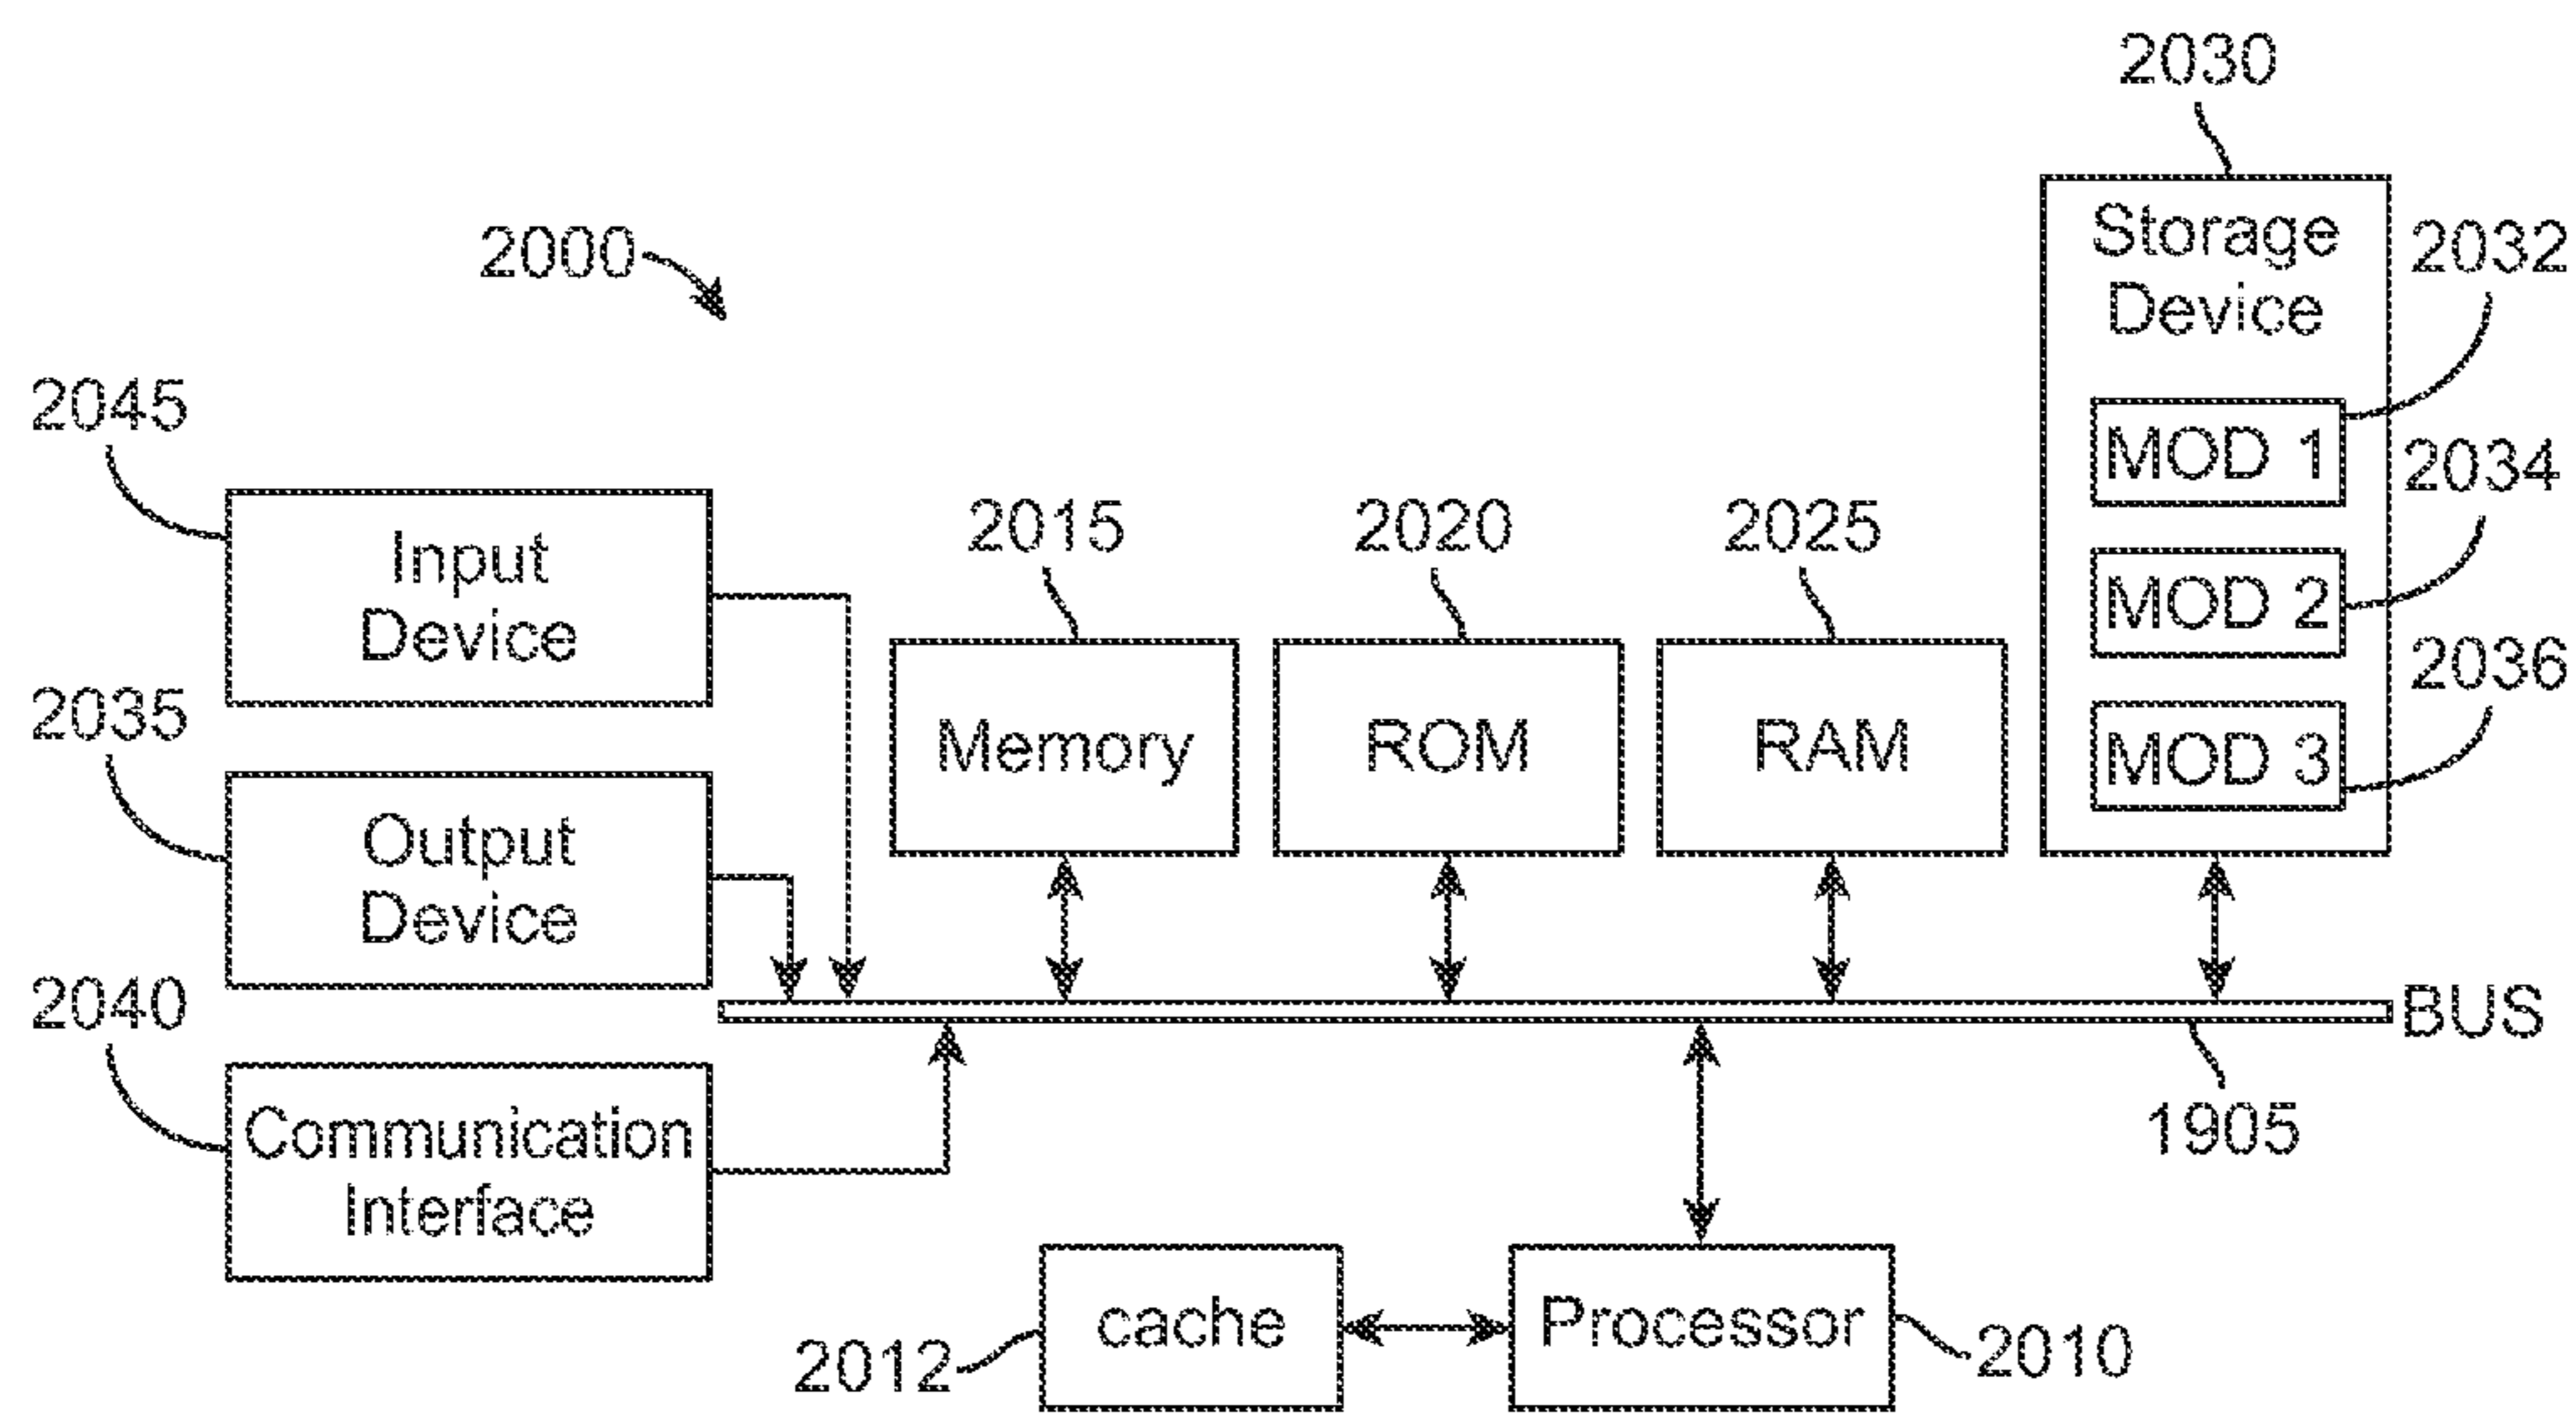 2030
Storage
Device
2032
2000
2045
MOD 1
2034
Input
Device
2015
2020
2025
MOD 2
2036
2035
Memory
ROM
RAM
MOD 3
Output
Device
2040
BUS
Communication
Interface
1905
cache
Processor
2012
2010